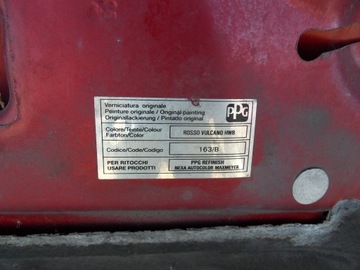 Verniciatura originale
Peinture originale / Original painting
Originallackierung / Pintado original
PPG
Colore/Teinte/Colour
Farbton/Color
ROSSO VULCANO HWB
Codice/Code/Codigo
163/B
PER RITOCCHI
USARE PRODOTTI
PPG REFINISH
NEXA AUTOCOLOR MAXMEYER